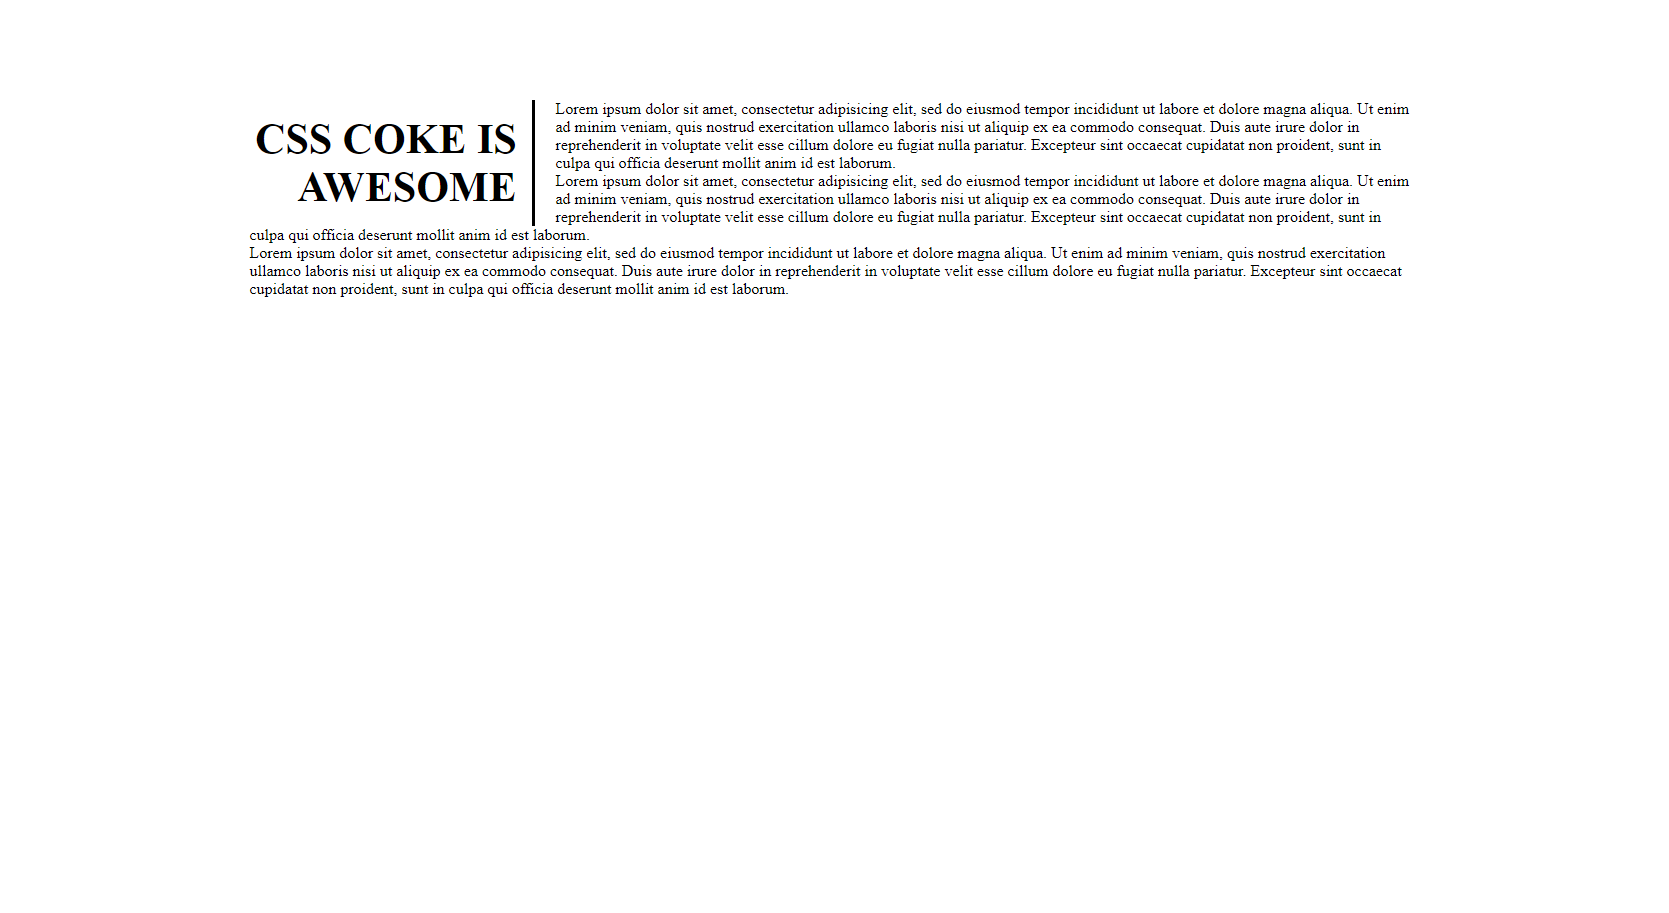 CSS COKE IS
AWESOME
Lorem ipsum dolor sit amet, consectetur adipisicing elit, sed do eiusmod tempor incididunt ut labore et dolore magna aliqua. Ut enim
ad minim veniam, quis nostrud exercitation ullamco laboris nisi ut aliquip ex ea commodo consequat. Duis aute irure dolor in
reprehenderit in voluptate velit esse cillum dolore eu fugiat nulla pariatur. Excepteur sint occaecat cupidatat non proident, sunt in
culpa qui officia deserunt mollit anim id est laborum.
Lorem ipsum dolor sit amet, consectetur adipisicing elit, sed do eiusmod tempor incididunt ut labore et dolore magna aliqua. Ut enim
ad minim veniam, quis nostrud exercitation ullamco laboris nisi ut aliquip ex ea commodo consequat. Duis aute irure dolor in
reprehenderit in voluptate velit esse cillum dolore eu fugiat nulla pariatur. Excepteur sint occaecat cupidatat non proident, sunt in
culpa qui officia deserunt mollit anim id est laborum.
Lorem ipsum dolor sit amet, consectetur adipisicing elit, sed do eiusmod tempor incididunt ut labore et dolore magna aliqua. Ut enim ad minim veniam, quis nostrud exercitation
ullamco laboris nisi ut aliquip ex ea commodo consequat. Duis aute irure dolor in reprehenderit in voluptate velit esse cillum dolore eu fugiat nulla pariatur. Excepteur sint occaecat
cupidatat non proident, sunt in culpa qui officia deserunt mollit anim id est laborum.